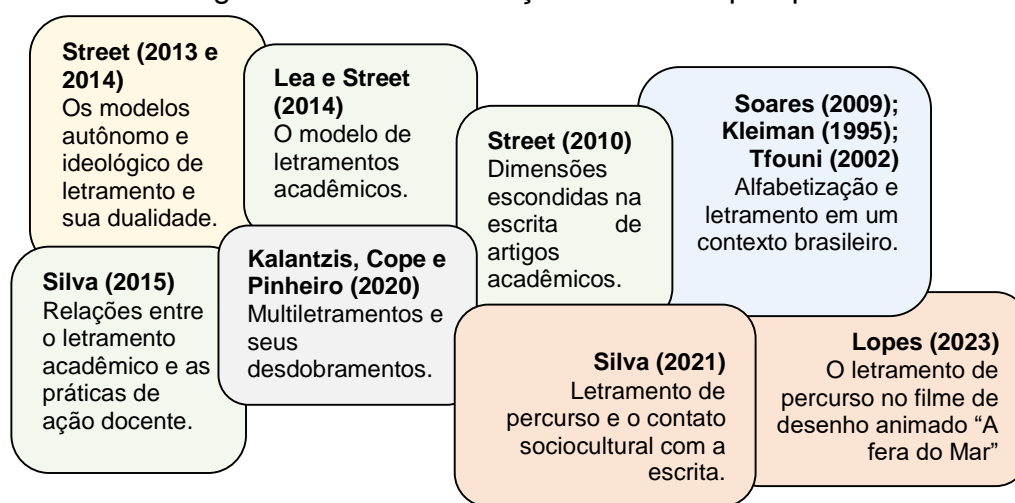 Street (2013 e
2014)
Os modelos
autônomo e
ideológico de
letramento e
sua dualidade.
Lea e Street
(2014)
O modelo de
letramentos
acadêmicos.
Street (2010)
Dimensões
escondidas na
escrita de
artigos
acadêmicos.
Soares (2009);
Kleiman (1995);
Tfouni (2002)
Alfabetização e
letramento em um
contexto brasileiro.
Silva (2015)
Relações entre
o letramento
acadêmico e as
práticas de
ação docente.
Kalantzis, Cope e
Pinheiro (2020)
Multiletramentos e
seus
desdobramentos.
Silva (2021)
Letramento de
percurso e o contato
sociocultural com a
escrita.
Lopes (2023)
O letramento de
percurso no filme de
desenho animado “A
fera do Mar”